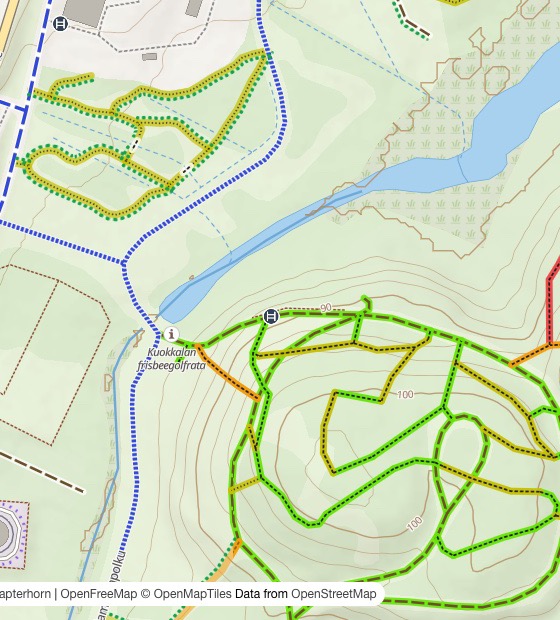 90
Kuokkalan
frisbeegolfrata
100
100
apterhorn | OpenFreeMap © OpenMapTiles Data from OpenStreetMap